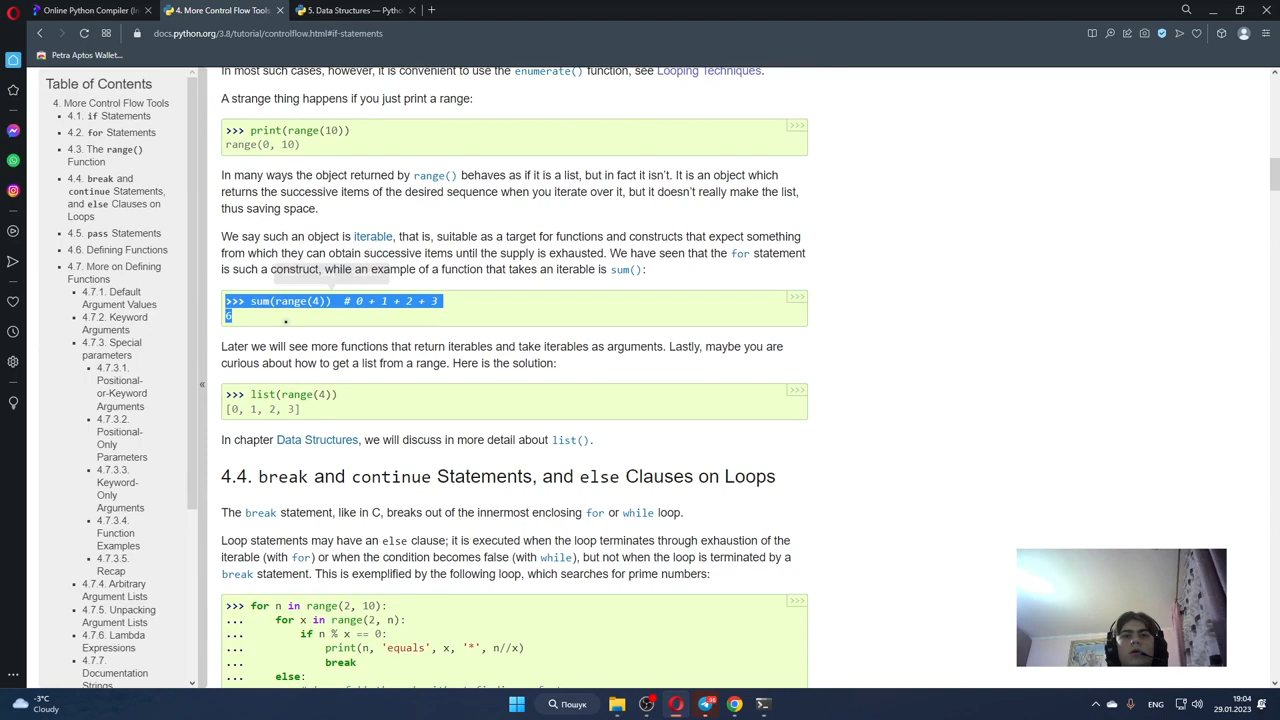 Online Python Compiler (In
4. More Control Flow Tools
5. Data Structures — Pytho
docs.python.org/3.8/tutorial/controlflow.html#if-statements
Petra Aptos Wallet...
Table of Contents
4. More Control Flow Tools
4.1. if Statements
4.2. for Statements
4.3. The range()
Function
4.4. break and
continue Statements,
and else Clauses on
Loops
4.5. pass Statements
4.6. Defining Functions
4.7. More on Defining
Functions
4.7.1. Default
Argument Values
4.7.2. Keyword
Arguments
4.7.3. Special
parameters
4.7.3.1.
Positional-
or-Keyword
Arguments
4.7.3.2.
Positional-
Only
Parameters
4.7.3.3.
Keyword-
Only
Arguments
4.7.3.4.
Function
Examples
4.7.3.5.
Recap
4.7.4. Arbitrary
Argument Lists
4.7.5. Unpacking
Argument Lists
4.7.6. Lambda
Expressions
4.7.7.
Documentation
Strings
«
In most such cases, however, it is convenient to use the enumerate() function, see Looping Techniques.
A strange thing happens if you just print a range:
>>>
>>> print(range(10))
range(0, 10)
In many ways the object returned by range() behaves as if it is a list, but in fact it isn't. It is an object which
returns the successive items of the desired sequence when you iterate over it, but it doesn't really make the list,
thus saving space.
We say such an object is iterable, that is, suitable as a target for functions and constructs that expect something
from which they can obtain successive items until the supply is exhausted. We have seen that the for statement
is such a construct, while an example of a function that takes an iterable is sum():
>>>
>>> sum(range(4))  # 0 + 1 + 2 + 3
6
Later we will see more functions that return iterables and take iterables as arguments. Lastly, maybe you are
curious about how to get a list from a range. Here is the solution:
>>>
>>> list(range(4))
[0, 1, 2, 3]
In chapter Data Structures, we will discuss in more detail about list().
4.4. break and continue Statements, and else Clauses on Loops
The break statement, like in C, breaks out of the innermost enclosing for or while loop.
Loop statements may have an else clause; it is executed when the loop terminates through exhaustion of the
iterable (with for) or when the condition becomes false (with while), but not when the loop is terminated by a
break statement. This is exemplified by the following loop, which searches for prime numbers:
>>>
>>> for n in range(2, 10):
...     for x in range(2, n):
...         if n % x == 0:
...             print(n, 'equals', x, '*', n//x)
...             break
...     else:
-3°C
Cloudy
Пошук
ENG
19:04
29.01.2023